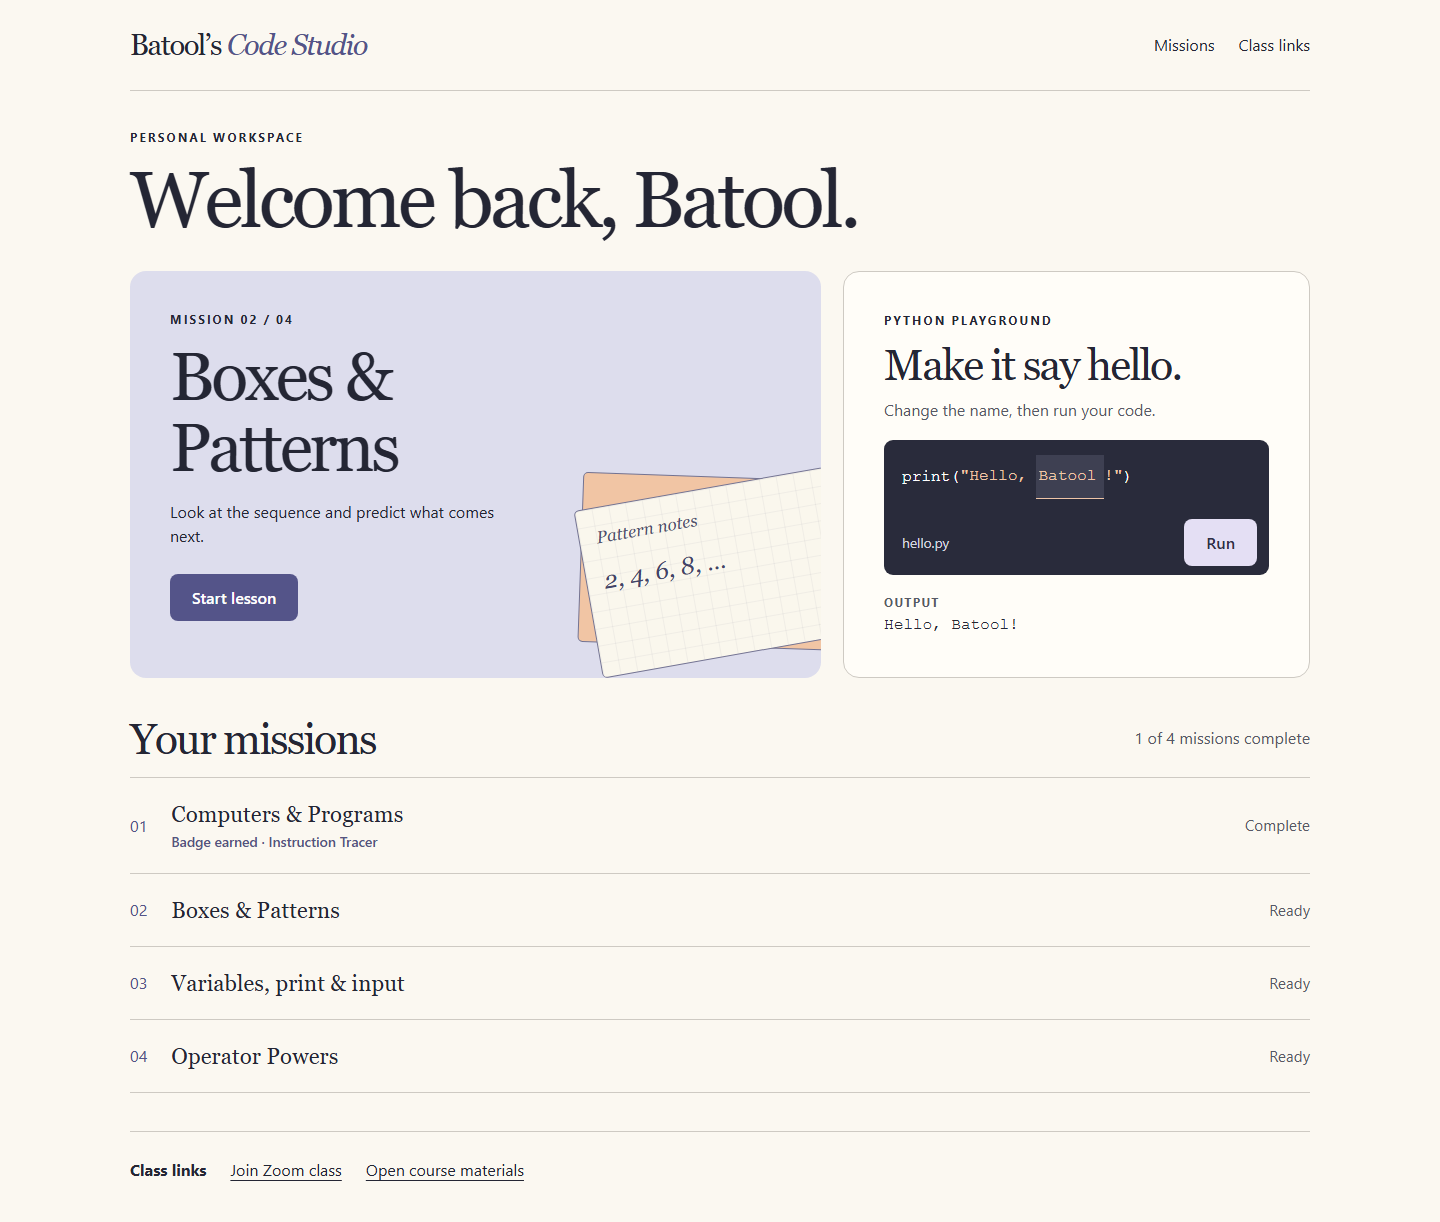 Batool’s Code Studio
Missions
Class links
PERSONAL WORKSPACE
Welcome back, Batool.
MISSION 02 / 04
Boxes &
Patterns
Look at the sequence and predict what comes
next.
Start lesson
Pattern notes
2, 4, 6, 8, ...
PYTHON PLAYGROUND
Make it say hello.
Change the name, then run your code.
print("Hello, Batool!")
hello.py
Run
OUTPUT
Hello, Batool!
Your missions
1 of 4 missions complete
01
Computers & Programs
Badge earned · Instruction Tracer
Complete
02
Boxes & Patterns
Ready
03
Variables, print & input
Ready
04
Operator Powers
Ready
Class links
Join Zoom class
Open course materials